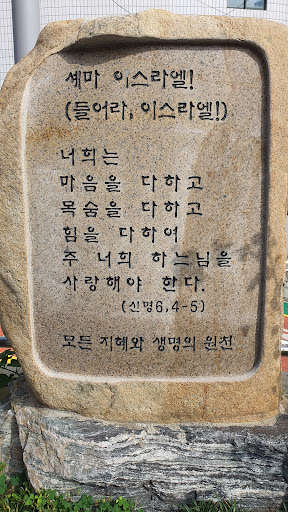 셰마 이스라엘!
(들어라, 이스라엘!)
너희는
마음을 다하고
목숨을 다하고
힘을 다하여
주 너희 하느님을
사랑해야 한다.
(신명6,4-5)
모든 지혜와 생명의 원천